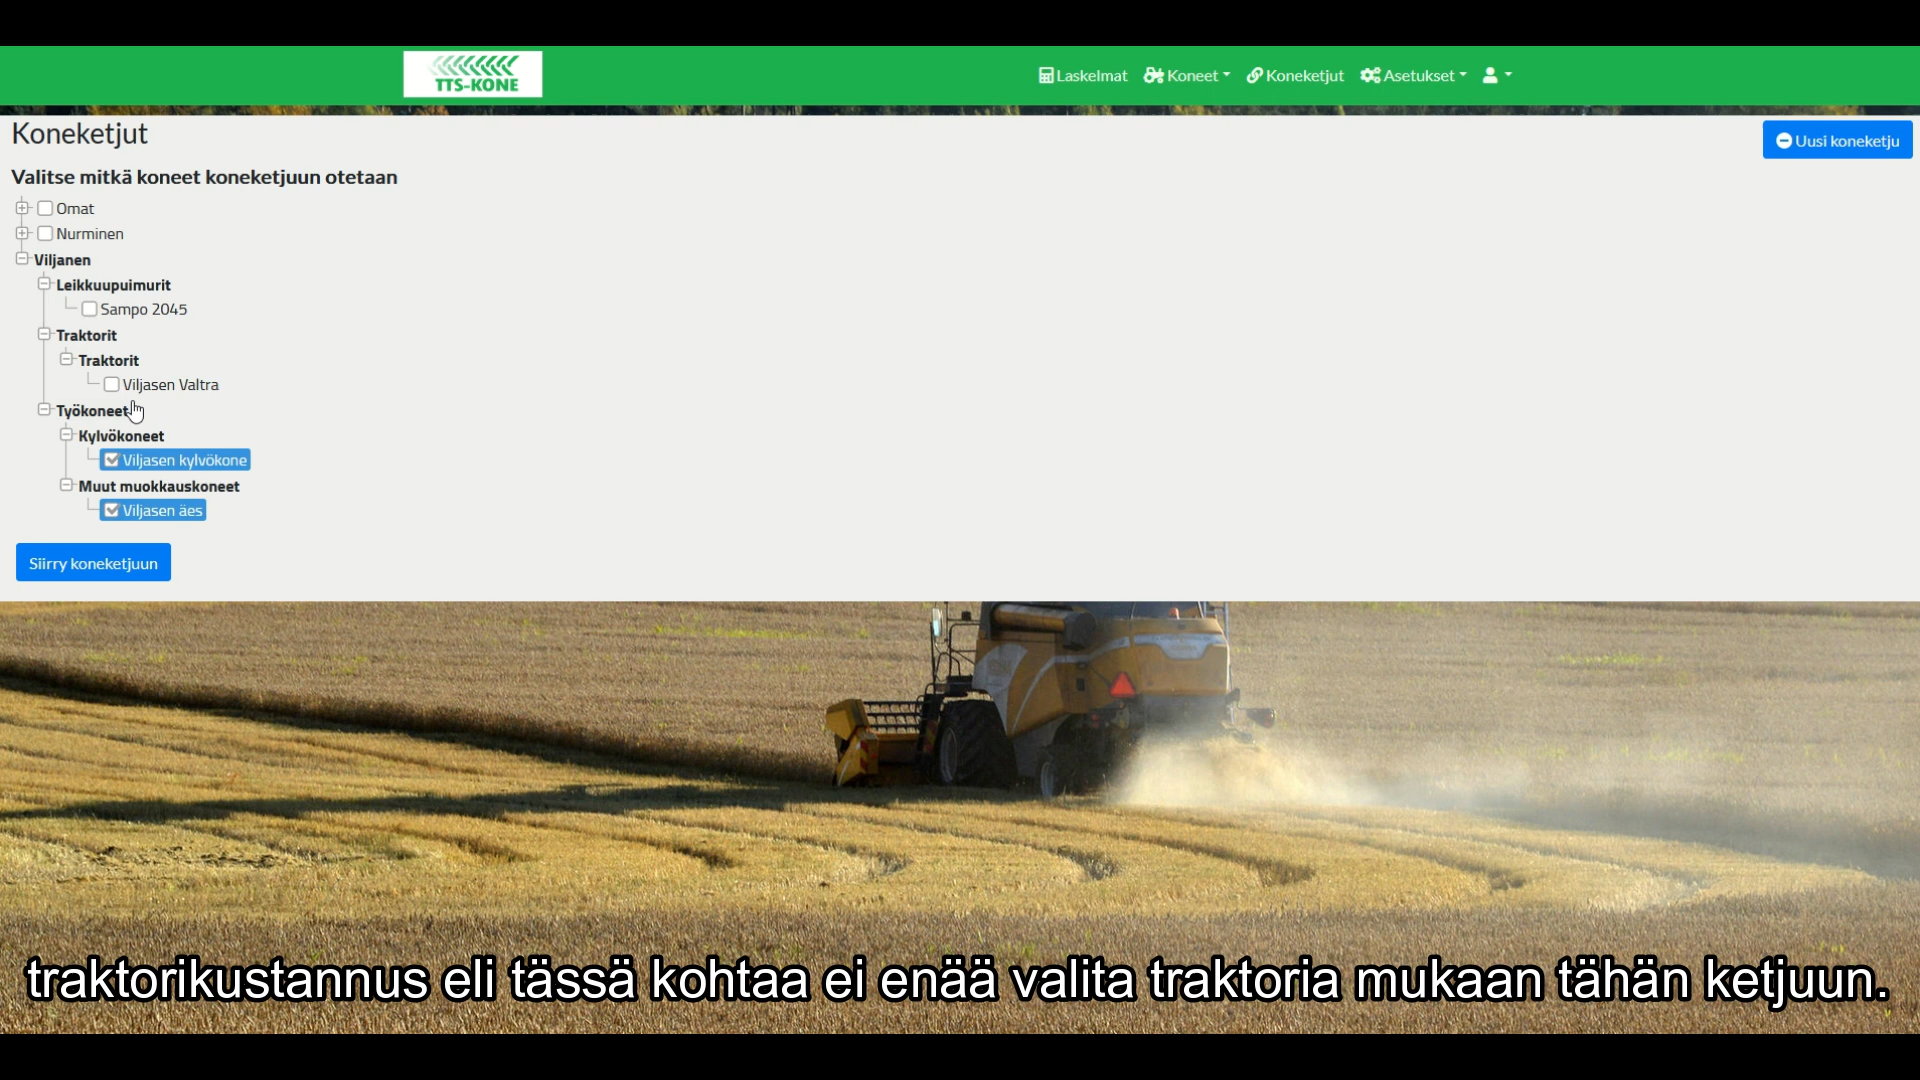 TTS-KONE
Laskelmat Koneet Koneketjut Asetukset
Koneketjut
Uusi koneketju
Valitse mitkä koneet koneketjuun otetaan
Omat
Nurminen
Viljanen
Leikkuupuimurit
Sampo 2045
Traktorit
Traktorit
Viljasen Valtra
Työkoneet
Kylvökoneet
Viljasen kylvökone
Muut muokkauskoneet
Viljasen äes
Siirry koneketjuun
traktorikustannus eli tässä kohtaa ei enää valita traktoria mukaan tähän ketjuun.